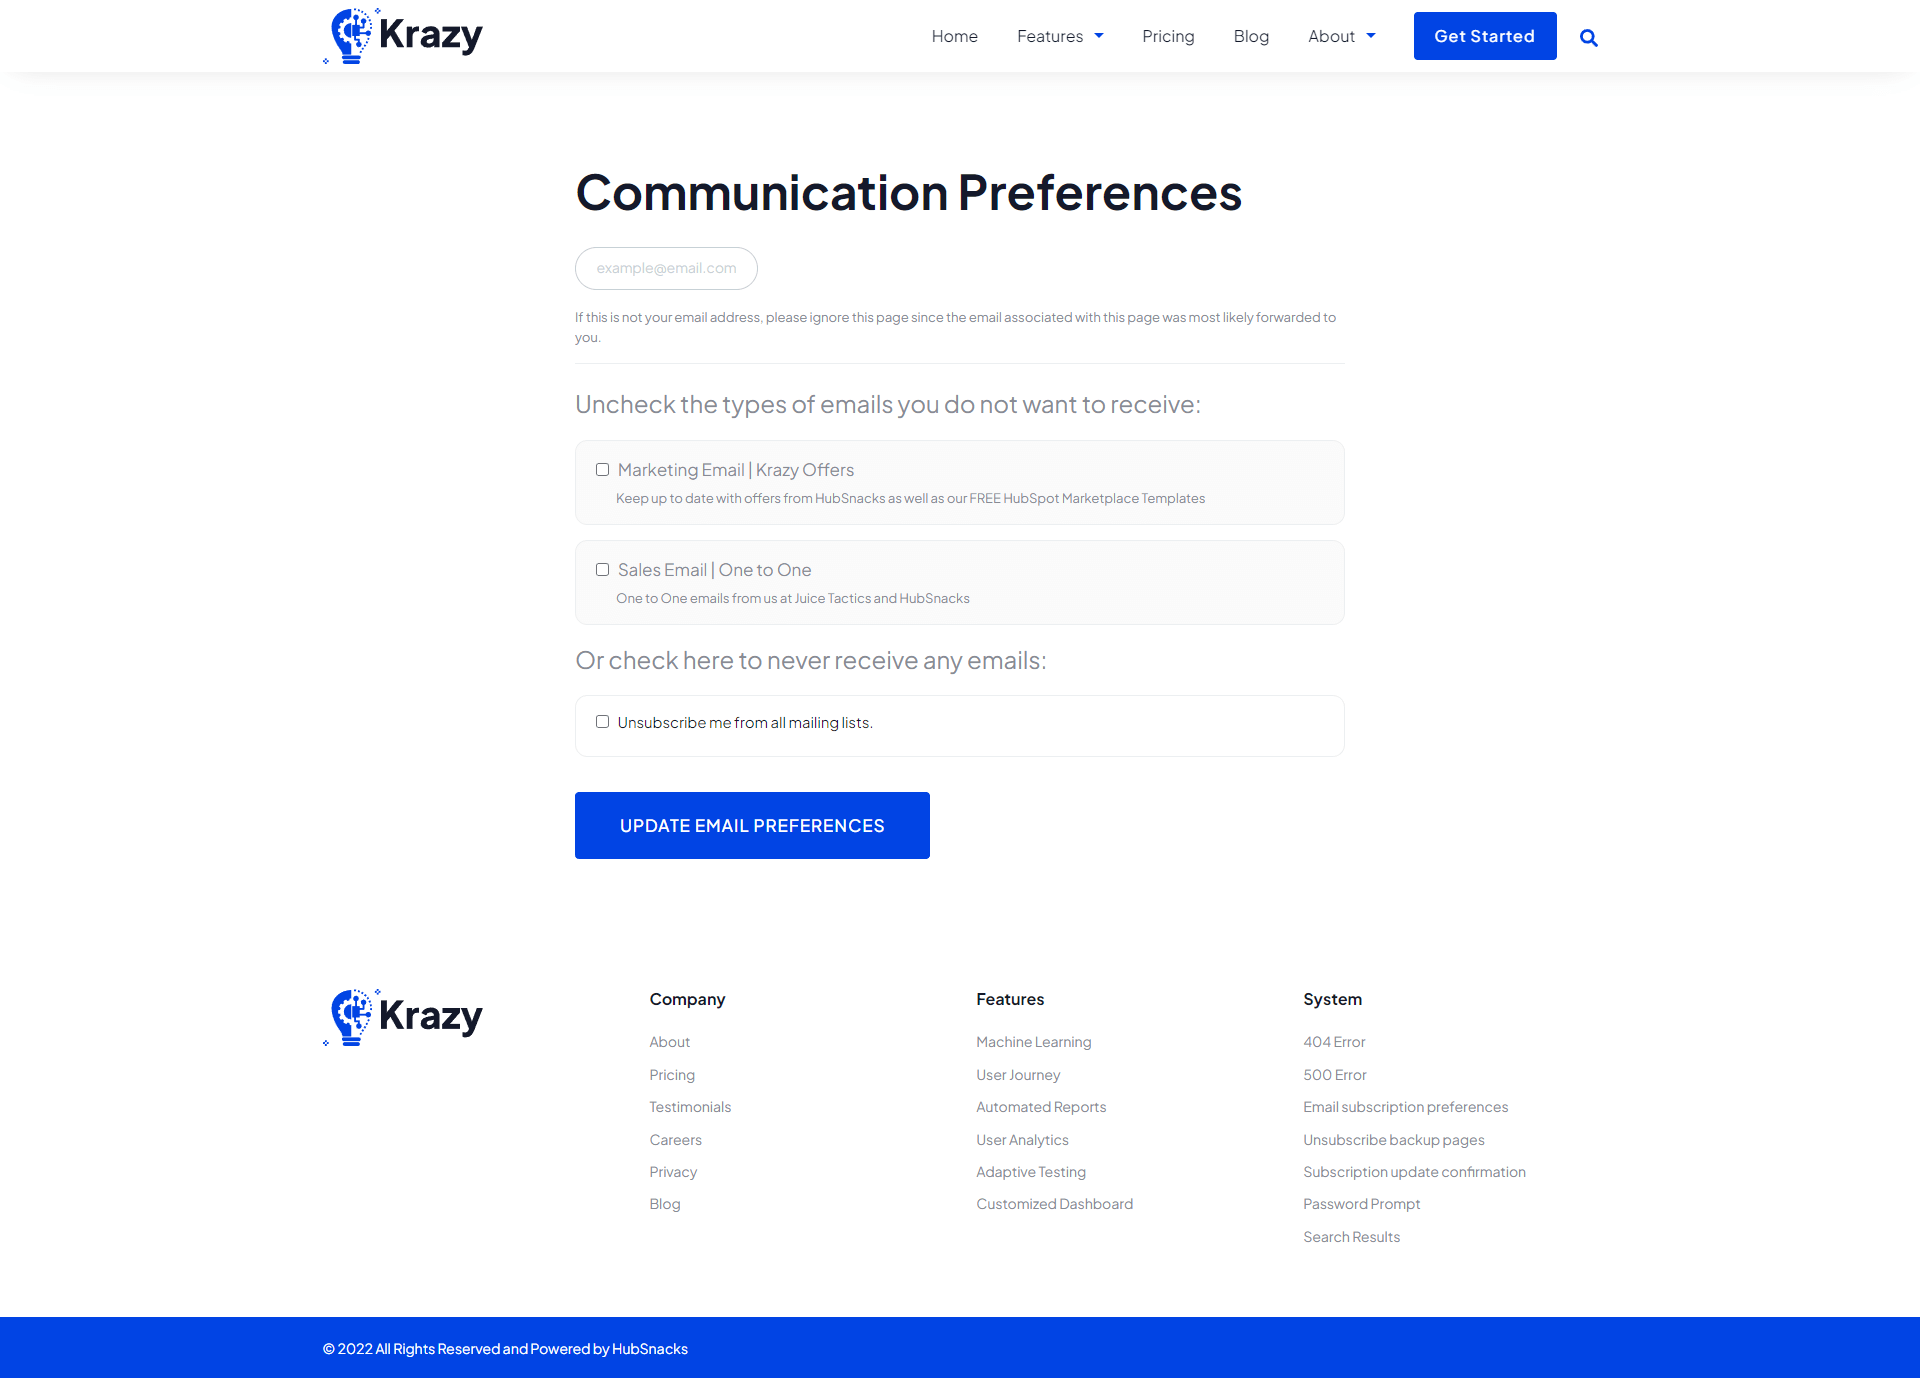 Krazy
Home
Features
Pricing
Blog
About
Get Started
Communication Preferences
example@email.com
If this is not your email address, please ignore this page since the email associated with this page was most likely forwarded to
you.
Uncheck the types of emails you do not want to receive:
Marketing Email | Krazy Offers
Keep up to date with offers from HubSnacks as well as our FREE HubSpot Marketplace Templates
Sales Email | One to One
One to One emails from us at Juice Tactics and HubSnacks
Or check here to never receive any emails:
Unsubscribe me from all mailing lists.
UPDATE EMAIL PREFERENCES
Krazy
Company
About
Pricing
Testimonials
Careers
Privacy
Blog
Features
Machine Learning
User Journey
Automated Reports
User Analytics
Adaptive Testing
Customized Dashboard
System
404 Error
500 Error
Email subscription preferences
Unsubscribe backup pages
Subscription update confirmation
Password Prompt
Search Results
© 2022 All Rights Reserved and Powered by HubSnacks